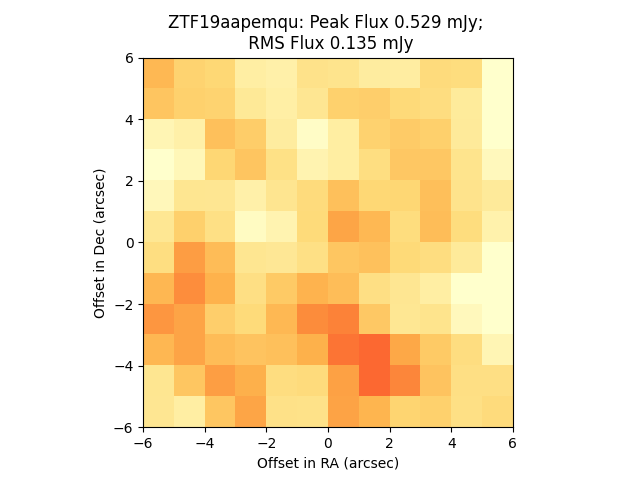 ZTF19aapemqu: Peak Flux 0.529 mJy;
RMS Flux 0.135 mJy
6
4
2
0
−2
−4
−6
Offset in Dec (arcsec)
−6 −4 −2 0 2 4 6
Offset in RA (arcsec)